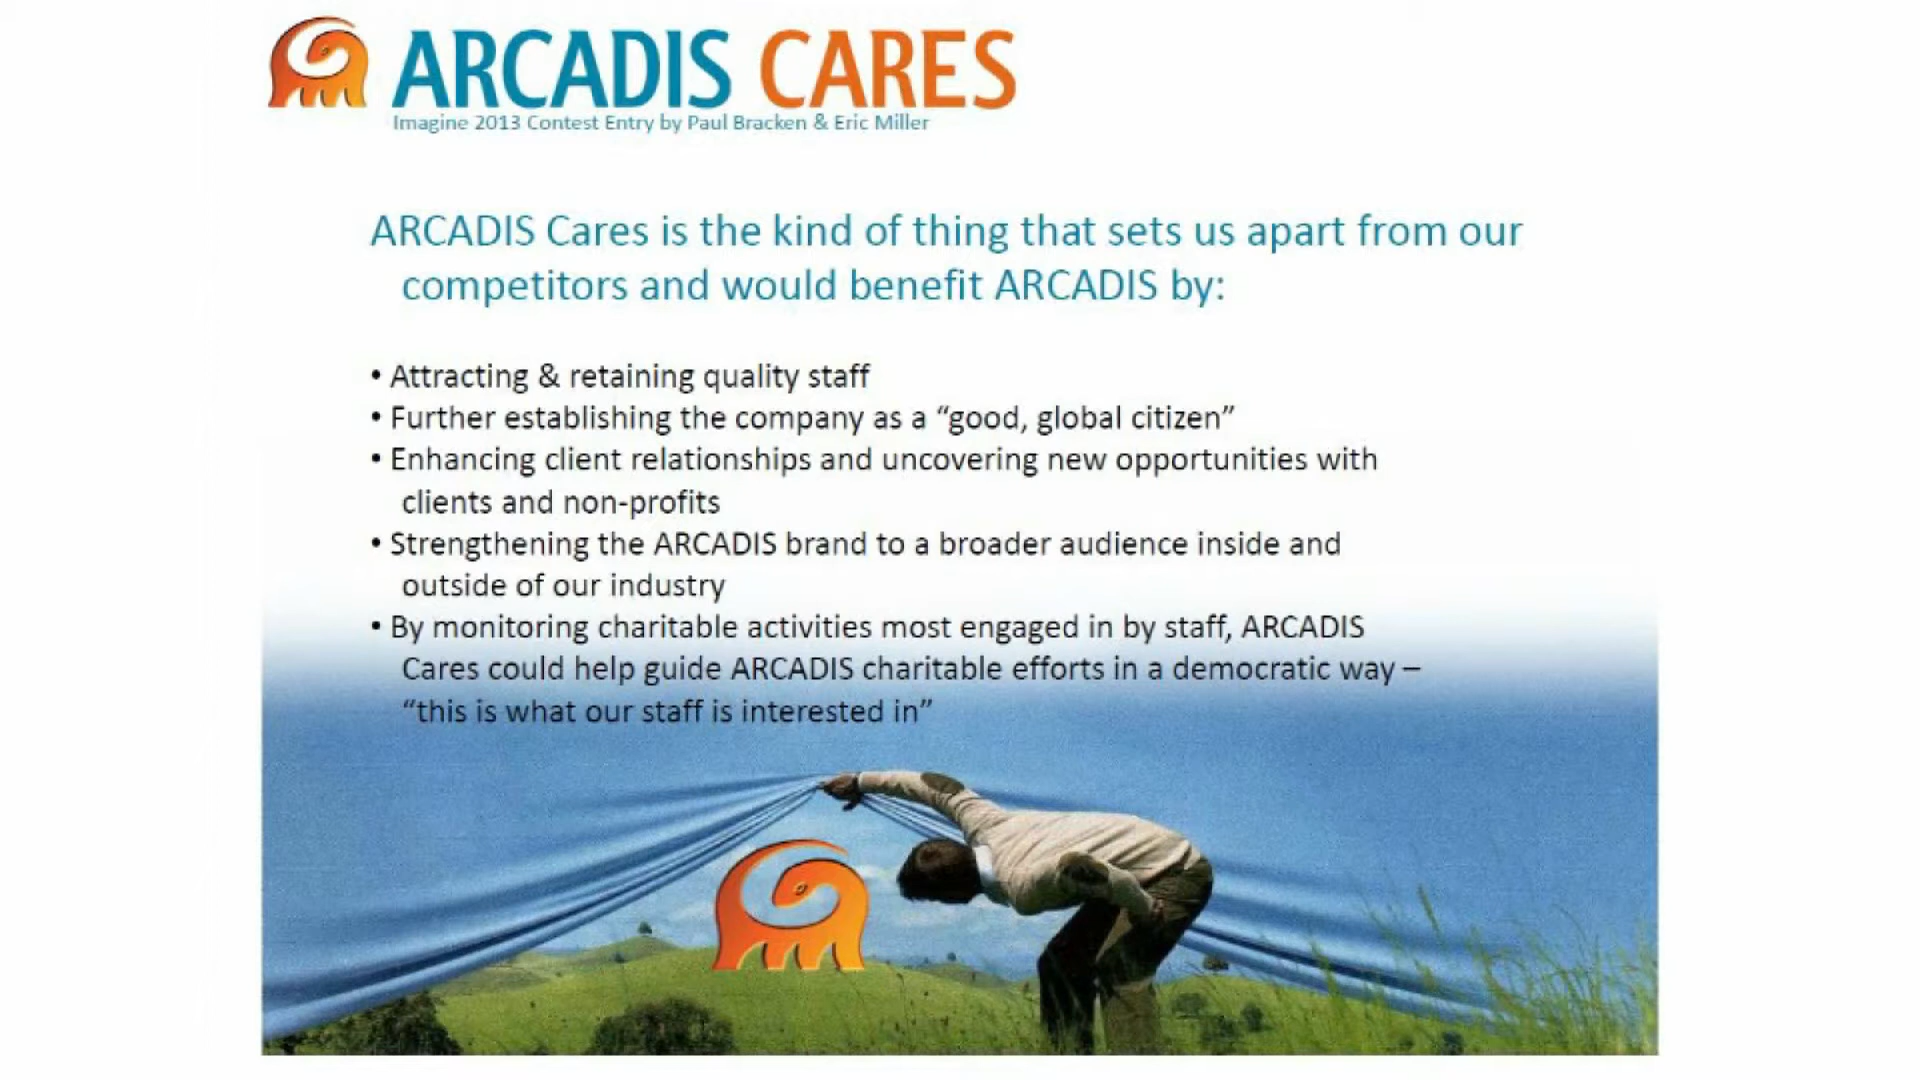 ARCADIS CARES
Imagine 2013 Contest Entry by Paul Bracken & Eric Miller
ARCADIS Cares is the kind of thing that sets us apart from our
competitors and would benefit ARCADIS by:
• Attracting & retaining quality staff
• Further establishing the company as a “good, global citizen”
• Enhancing client relationships and uncovering new opportunities with
clients and non-profits
• Strengthening the ARCADIS brand to a broader audience inside and
outside of our industry
• By monitoring charitable activities most engaged in by staff, ARCADIS
Cares could help guide ARCADIS charitable efforts in a democratic way –
“this is what our staff is interested in”